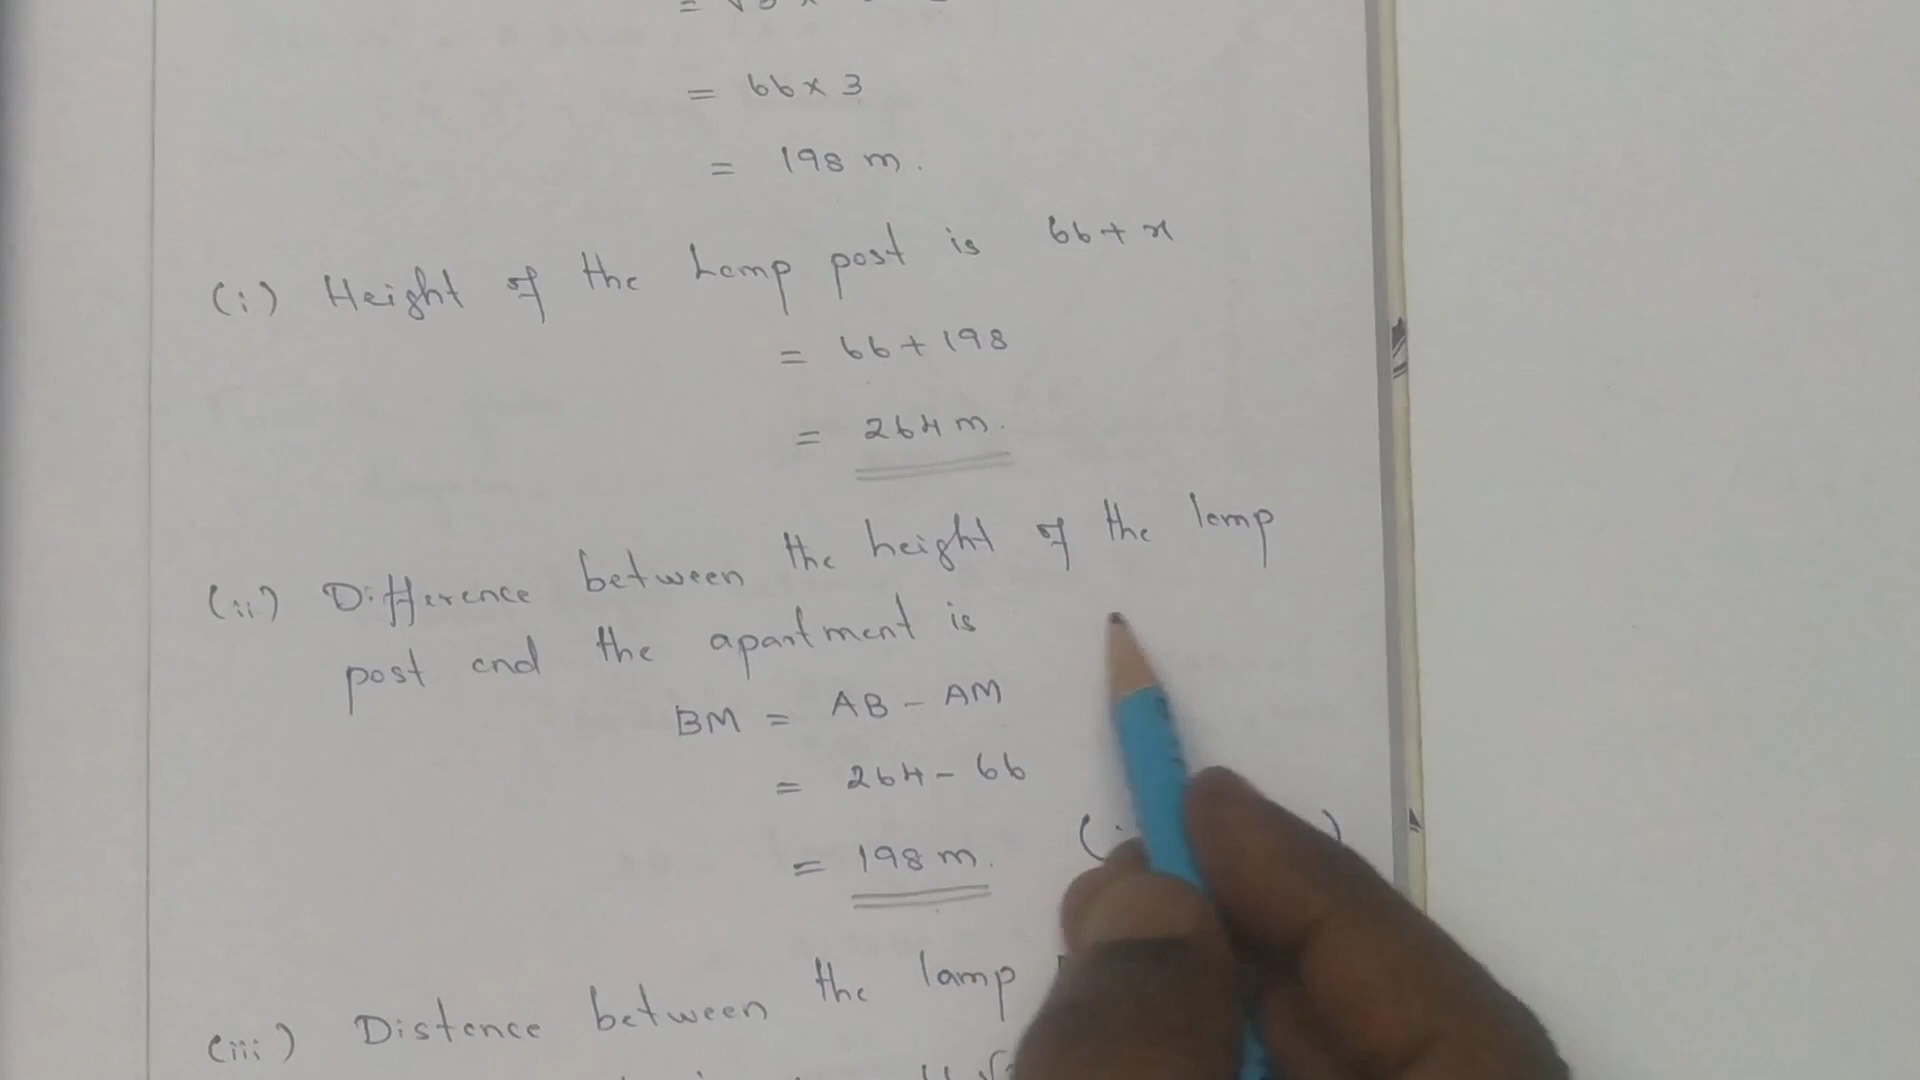 = 66 x 3
= 198 m.
(i) Height of the Lamp post is 66 + x
= 66 + 198
= 264 m.
(ii) Difference between the height of the lamp
post and the apartment is
BM = AB - AM
= 264 - 66
= 198 m.
(iii) Distance between the lamp